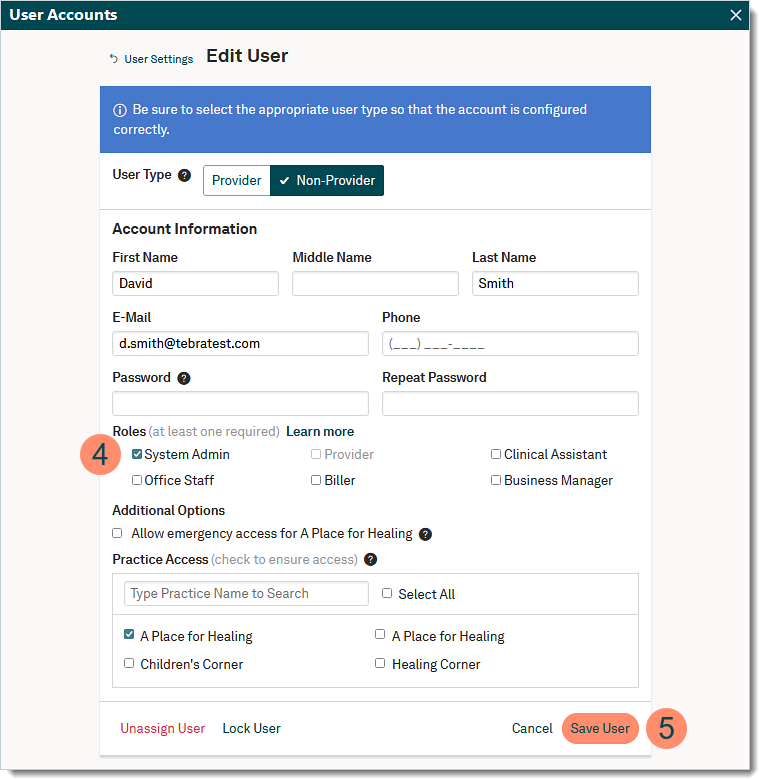 User Accounts
User Settings Edit User
Be sure to select the appropriate user type so that the account is configured
correctly.
User Type ? Provider Non-Provider
Account Information
First Name Middle Name Last Name
David Smith
E-Mail Phone
d.smith@tebratest.com (___) ___-____
Password ? Repeat Password
Roles (at least one required) Learn more
4 System Admin Provider Clinical Assistant
Office Staff Biller Business Manager
Additional Options
Allow emergency access for A Place for Healing ?
Practice Access (check to ensure access) ?
Type Practice Name to Search Select All
A Place for Healing A Place for Healing
Children's Corner Healing Corner
Unassign User Lock User Cancel Save User 5